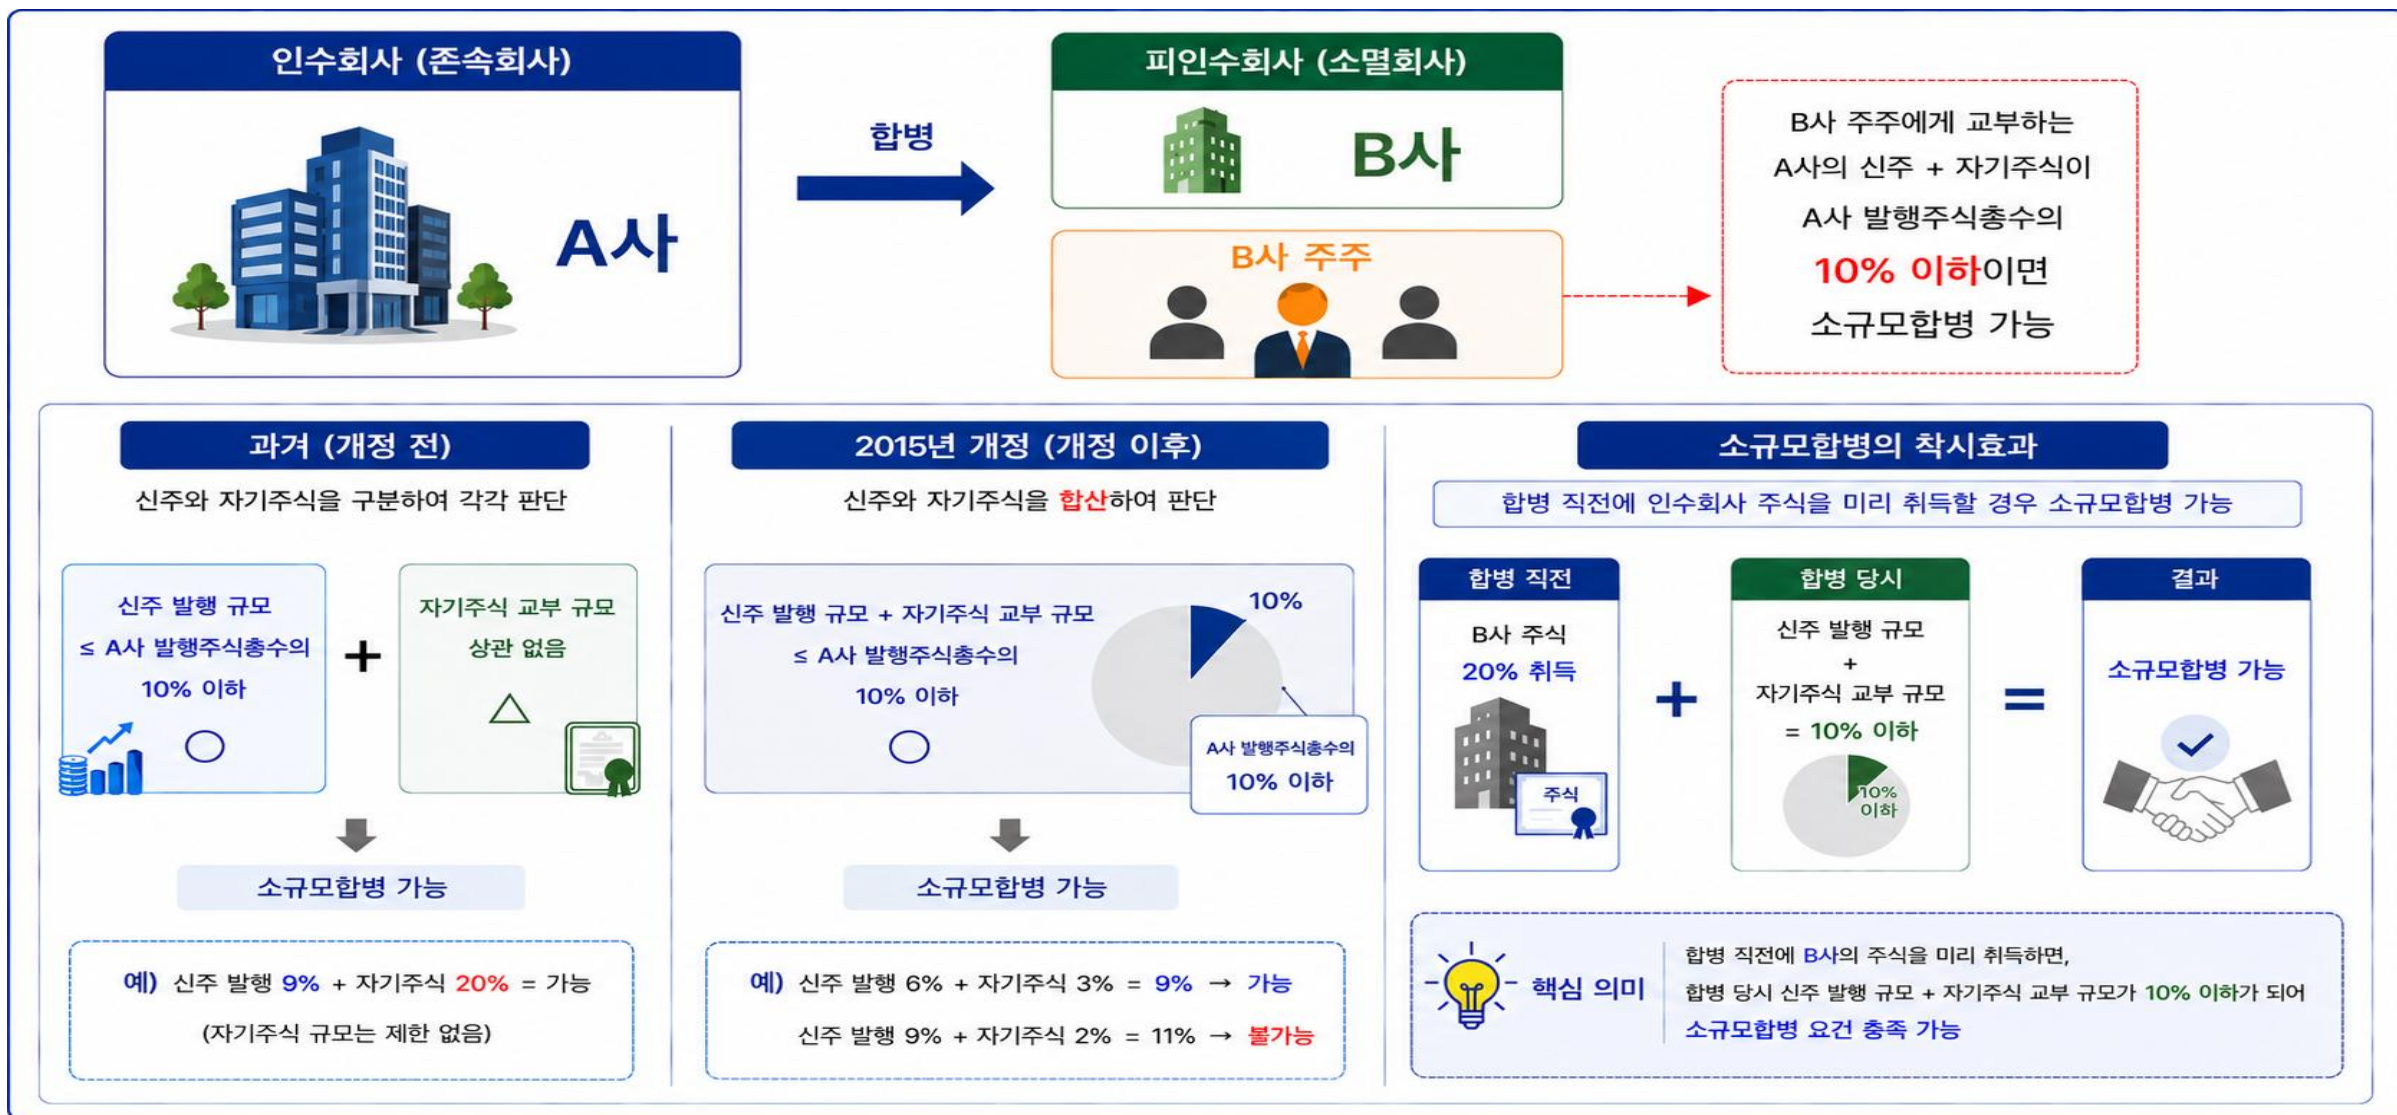 인수회사 (존속회사)
A사
합병
피인수회사 (소멸회사)
B사
B사 주주
B사 주주에게 교부하는
A사의 신주 + 자기주식이
A사 발행주식총수의
10% 이하이면
소규모합병 가능
과겨 (개정 전)
신주와 자기주식을 구분하여 각각 판단
신주 발행 규모
≤ A사 발행주식총수의
10% 이하
+
자기주식 교부 규모
상관 없음
소규모합병 가능
예) 신주 발행 9% + 자기주식 20% = 가능
(자기주식 규모는 제한 없음)
2015년 개정 (개정 이후)
신주와 자기주식을 합산하여 판단
신주 발행 규모 + 자기주식 교부 규모
≤ A사 발행주식총수의
10% 이하
10%
A사 발행주식총수의
10% 이하
소규모합병 가능
예) 신주 발행 6% + 자기주식 3% = 9% → 가능
신주 발행 9% + 자기주식 2% = 11% → 불가능
소규모합병의 착시효과
합병 직전에 인수회사 주식을 미리 취득할 경우 소규모합병 가능
합병 직전
B사 주식
20% 취득
주식
+
합병 당시
신주 발행 규모
+
자기주식 교부 규모
= 10% 이하
10%
이하
=
결과
소규모합병 가능
핵심 의미
합병 직전에 B사의 주식을 미리 취득하면,
합병 당시 신주 발행 규모 + 자기주식 교부 규모가 10% 이하가 되어
소규모합병 요건 충족 가능